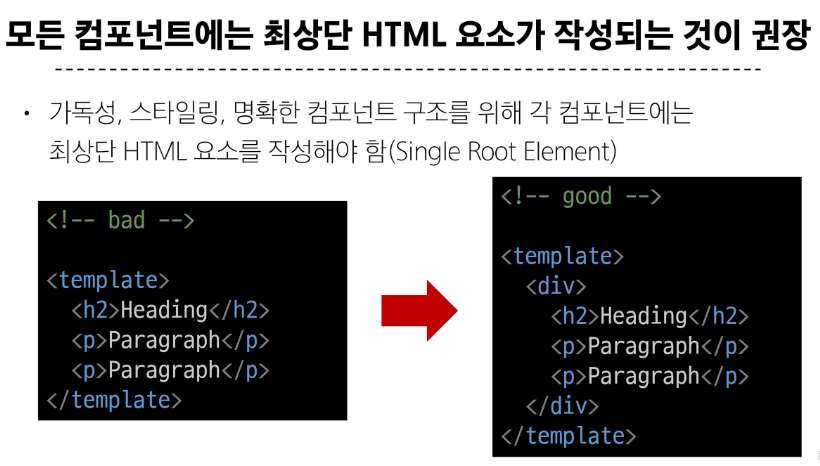 모든 컴포넌트에는 최상단 HTML 요소가 작성되는 것이 권장
• 가독성, 스타일링, 명확한 컴포넌트 구조를 위해 각 컴포넌트에는
최상단 HTML 요소를 작성해야 함(Single Root Element)
<!-- bad -->
<template>
<h2>Heading</h2>
<p>Paragraph</p>
<p>Paragraph</p>
</template>
<!-- good -->
<template>
<div>
<h2>Heading</h2>
<p>Paragraph</p>
<p>Paragraph</p>
</div>
</template>